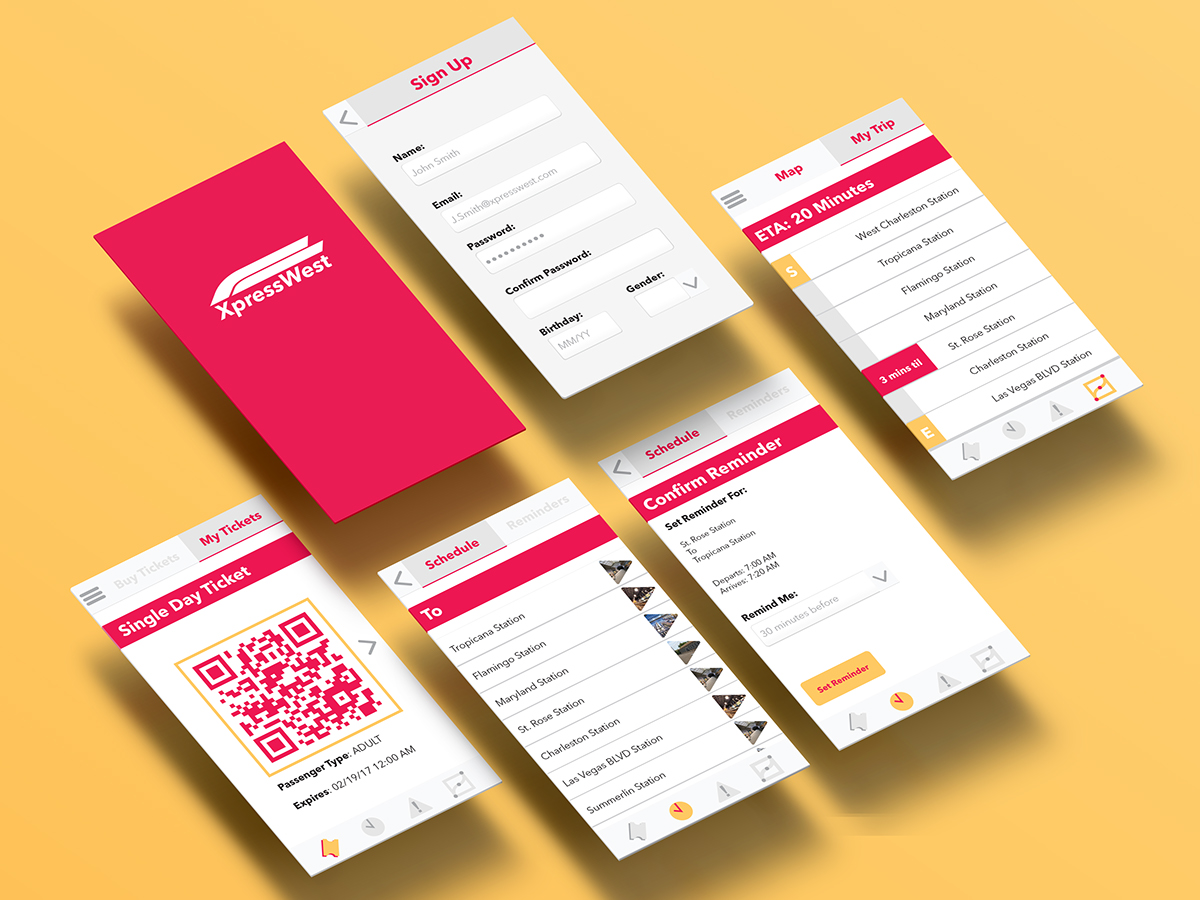 XpressWest
Sign Up
Name:
John Smith
Email:
J.Smith@xpresswest.com
Password:
Confirm Password:
Birthday:
MM/YY
Gender:
Map
My Trip
ETA: 20 Minutes
S
West Charleston Station
Tropicana Station
Flamingo Station
Maryland Station
3 mins til
St. Rose Station
Charleston Station
E
Las Vegas BLVD Station
Buy Tickets
My Tickets
Single Day Ticket
Passenger Type: ADULT
Expires: 02/19/17 12:00 AM
Schedule
Reminders
To
Tropicana Station
Flamingo Station
Maryland Station
St. Rose Station
Charleston Station
Las Vegas BLVD Station
Summerlin Station
Schedule
Reminders
Confirm Reminder
Set Reminder For:
St. Rose Station
To
Tropicana Station
Departs: 7:00 AM
Arrives: 7:20 AM
Remind Me:
30 minutes before
Set Reminder